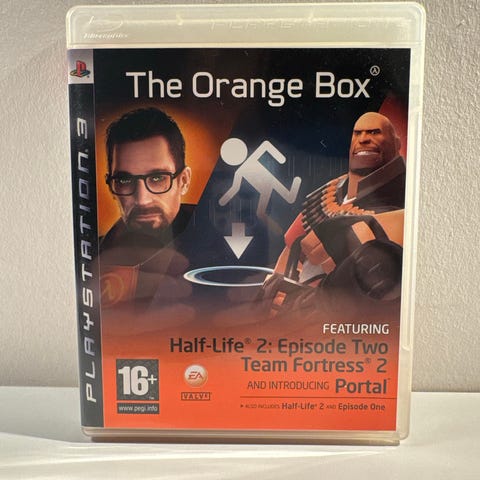 The Orange Box
PLAYSTATION 3
FEATURING
Half-Life® 2: Episode Two
Team Fortress® 2
AND INTRODUCING Portal™
▸ ALSO INCLUDES Half-Life® 2 AND Episode One
16+
www.pegi.info
EA
VALVE